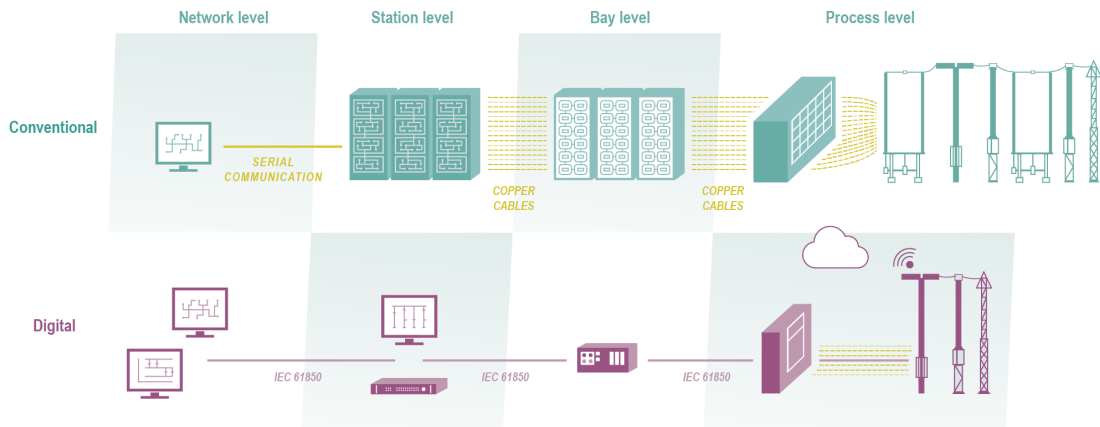 Network level
Station level
Bay level
Process level
Conventional
SERIAL
COMMUNICATION
COPPER
CABLES
COPPER
CABLES
Digital
IEC 61850
IEC 61850
IEC 61850